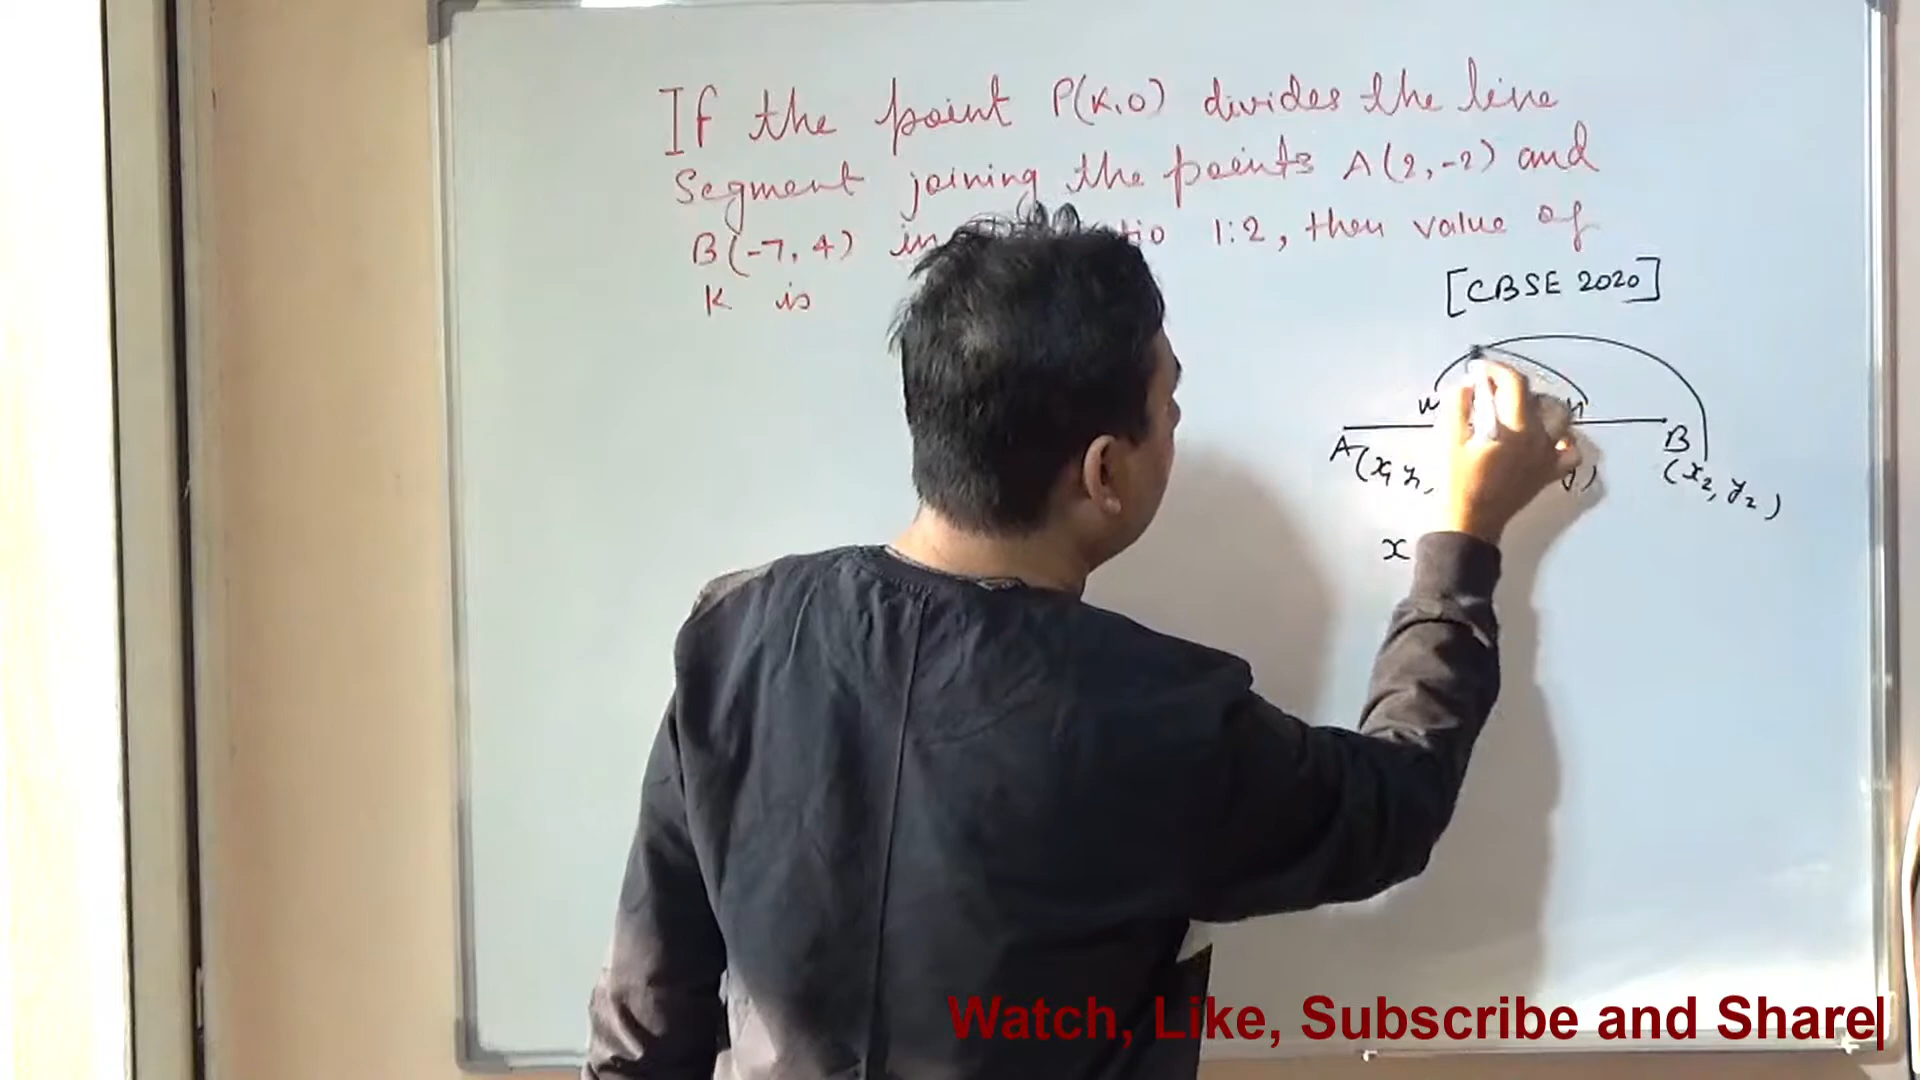 If the point P(K,0) divides the line
Segment joining the points A(2,-2) and
B(-7,4) in 1:2, then value of
K is
[CBSE 2020]
A B
(x₂, y₂)
x
Watch, Like, Subscribe and Share